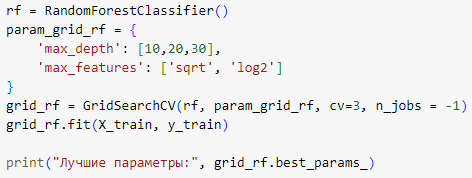 rf = RandomForestClassifier()
param_grid_rf = {
    'max_depth': [10,20,30],
    'max_features': ['sqrt', 'log2']
}
grid_rf = GridSearchCV(rf, param_grid_rf, cv=3, n_jobs = -1)
grid_rf.fit(X_train, y_train)
print("Лучшие параметры:", grid_rf.best_params_)